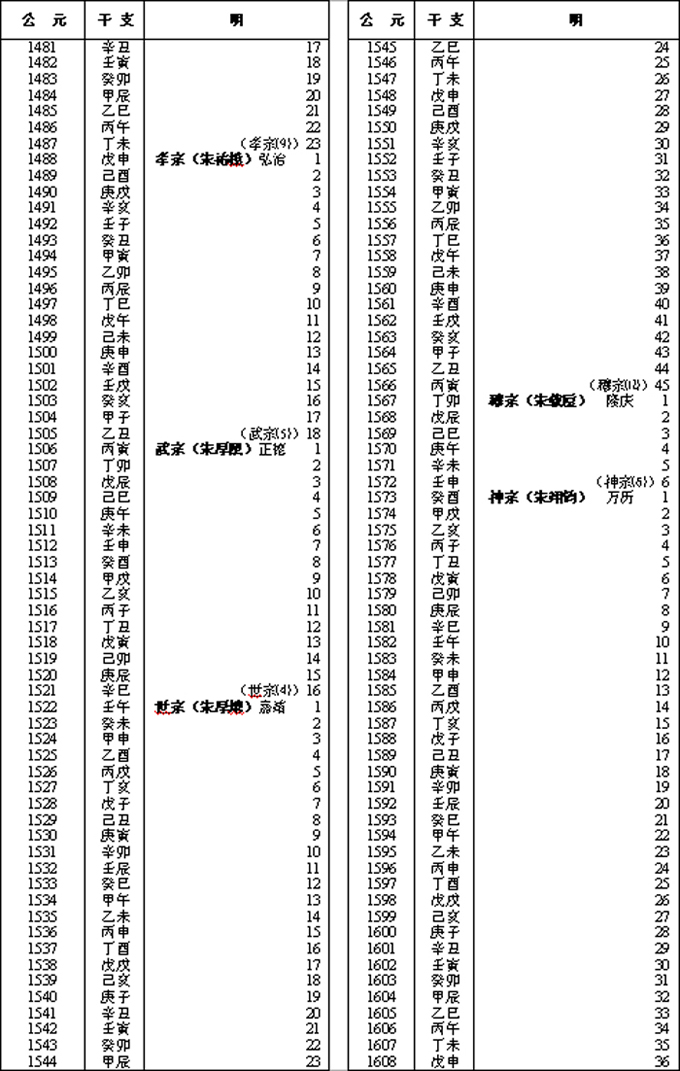 公 元 干 支 明
1481 辛丑 17
1482 壬寅 18
1483 癸卯 19
1484 甲辰 20
1485 乙巳 21
1486 丙午 22
1487 丁未 (孝宗(9)) 23
1488 戊申 孝宗(朱祐樘)弘治 1
1489 己酉 2
1490 庚戌 3
1491 辛亥 4
1492 壬子 5
1493 癸丑 6
1494 甲寅 7
1495 乙卯 8
1496 丙辰 9
1497 丁巳 10
1498 戊午 11
1499 己未 12
1500 庚申 13
1501 辛酉 14
1502 壬戌 15
1503 癸亥 16
1504 甲子 17
1505 乙丑 (武宗(5)) 18
1506 丙寅 武宗(朱厚照)正德 1
1507 丁卯 2
1508 戊辰 3
1509 己巳 4
1510 庚午 5
1511 辛未 6
1512 壬申 7
1513 癸酉 8
1514 甲戌 9
1515 乙亥 10
1516 丙子 11
1517 丁丑 12
1518 戊寅 13
1519 己卯 14
1520 庚辰 15
1521 辛巳 (世宗(4)) 16
1522 壬午 世宗(朱厚熜)嘉靖 1
1523 癸未 2
1524 甲申 3
1525 乙酉 4
1526 丙戌 5
1527 丁亥 6
1528 戊子 7
1529 己丑 8
1530 庚寅 9
1531 辛卯 10
1532 壬辰 11
1533 癸巳 12
1534 甲午 13
1535 乙未 14
1536 丙申 15
1537 丁酉 16
1538 戊戌 17
1539 己亥 18
1540 庚子 19
1541 辛丑 20
1542 壬寅 21
1543 癸卯 22
1544 甲辰 23
公 元 干 支 明
1545 乙巳 24
1546 丙午 25
1547 丁未 26
1548 戊申 27
1549 己酉 28
1550 庚戌 29
1551 辛亥 30
1552 壬子 31
1553 癸丑 32
1554 甲寅 33
1555 乙卯 34
1556 丙辰 35
1557 丁巳 36
1558 戊午 37
1559 己未 38
1560 庚申 39
1561 辛酉 40
1562 壬戌 41
1563 癸亥 42
1564 甲子 43
1565 乙丑 44
1566 丙寅 (穆宗(12)) 45
1567 丁卯 穆宗(朱载垕) 隆庆 1
1568 戊辰 2
1569 己巳 3
1570 庚午 4
1571 辛未 5
1572 壬申 (神宗(6)) 6
1573 癸酉 神宗(朱翊钧) 万历 1
1574 甲戌 2
1575 乙亥 3
1576 丙子 4
1577 丁丑 5
1578 戊寅 6
1579 己卯 7
1580 庚辰 8
1581 辛巳 9
1582 壬午 10
1583 癸未 11
1584 甲申 12
1585 乙酉 13
1586 丙戌 14
1587 丁亥 15
1588 戊子 16
1589 己丑 17
1590 庚寅 18
1591 辛卯 19
1592 壬辰 20
1593 癸巳 21
1594 甲午 22
1595 乙未 23
1596 丙申 24
1597 丁酉 25
1598 戊戌 26
1599 己亥 27
1600 庚子 28
1601 辛丑 29
1602 壬寅 30
1603 癸卯 31
1604 甲辰 32
1605 乙巳 33
1606 丙午 34
1607 丁未 35
1608 戊申 36